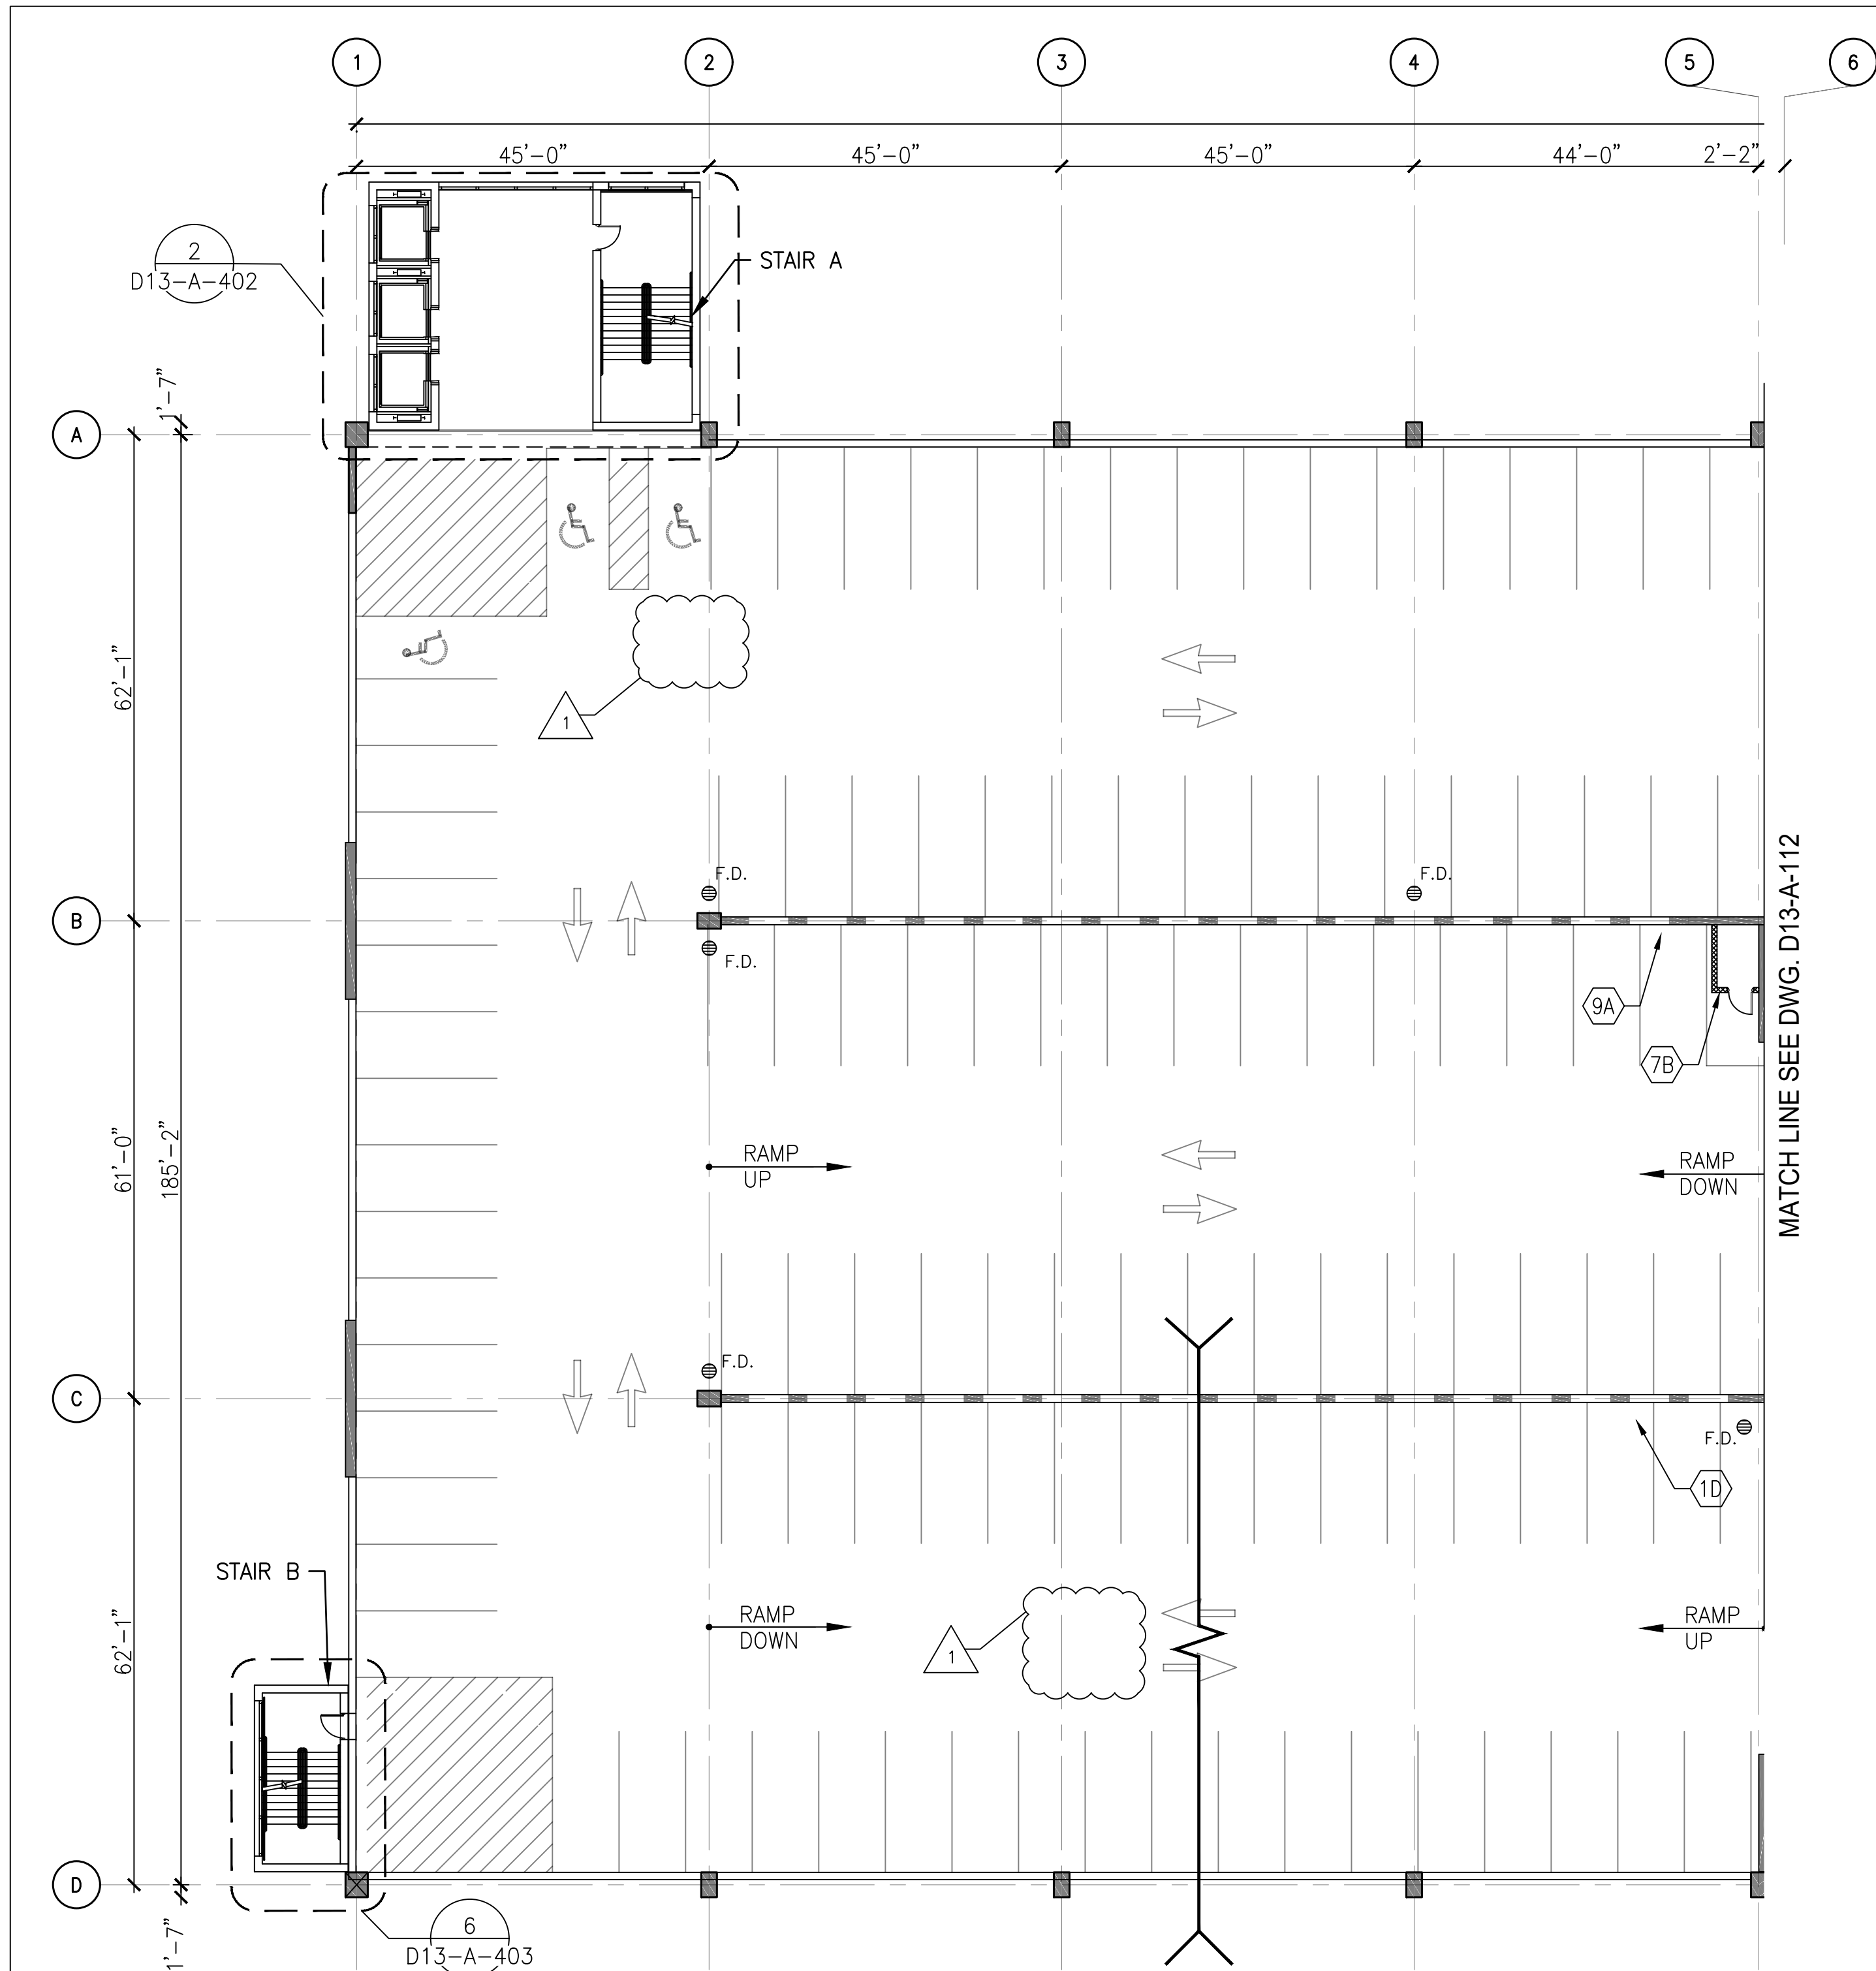 1
2
3
4
5
6
45'-0"
45'-0"
45'-0"
44'-0"
2'-2"
2
D13-A-402
STAIR A
1'-7"
A
62'-1"
1
B
F.D.
F.D.
F.D.
9A
7B
MATCH LINE SEE DWG. D13-A-112
61'-0"
185'-2"
RAMP
UP
RAMP
DOWN
C
F.D.
F.D.
1D
STAIR B
62'-1"
RAMP
DOWN
1
RAMP
UP
D
1'-7"
6
D13-A-403